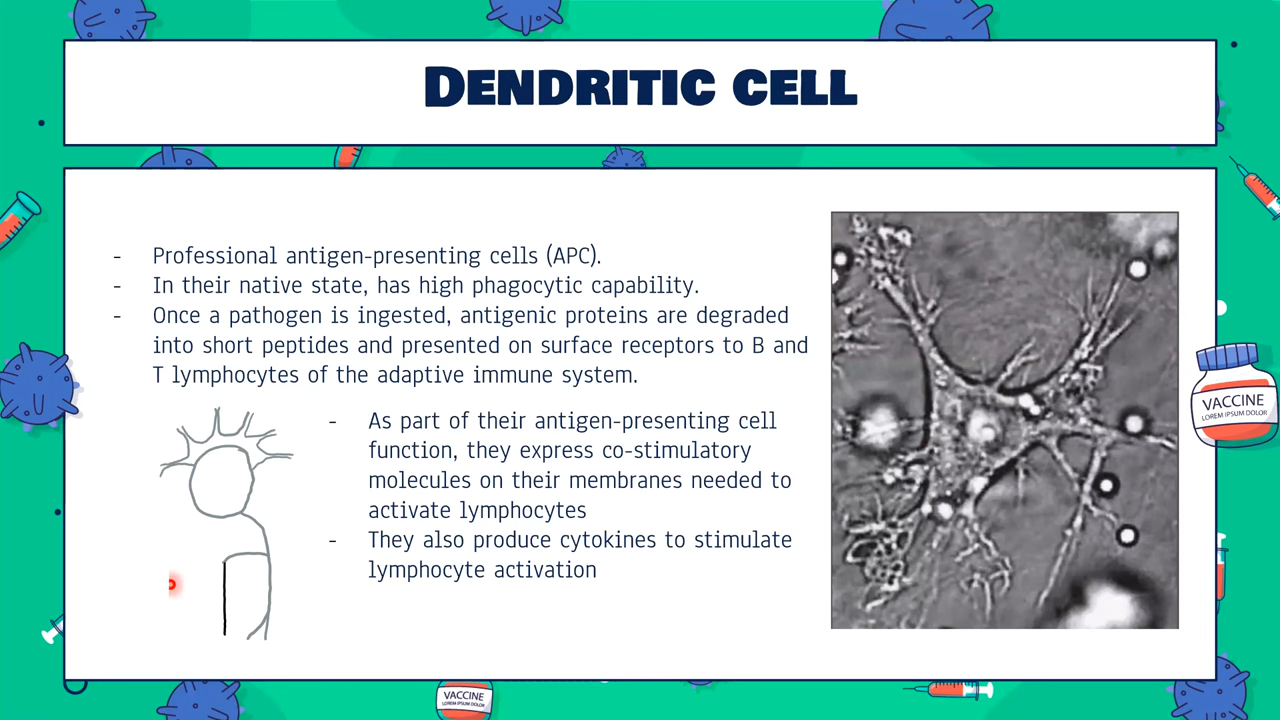 DENDRITIC CELL
- Professional antigen-presenting cells (APC).
- In their native state, has high phagocytic capability.
- Once a pathogen is ingested, antigenic proteins are degraded
into short peptides and presented on surface receptors to B and
T lymphocytes of the adaptive immune system.
- As part of their antigen-presenting cell
function, they express co-stimulatory
molecules on their membranes needed to
activate lymphocytes
- They also produce cytokines to stimulate
lymphocyte activation
VACCINE
LOREM IPSUM DOLOR
VACCINE
LOREM IPSUM DOLOR